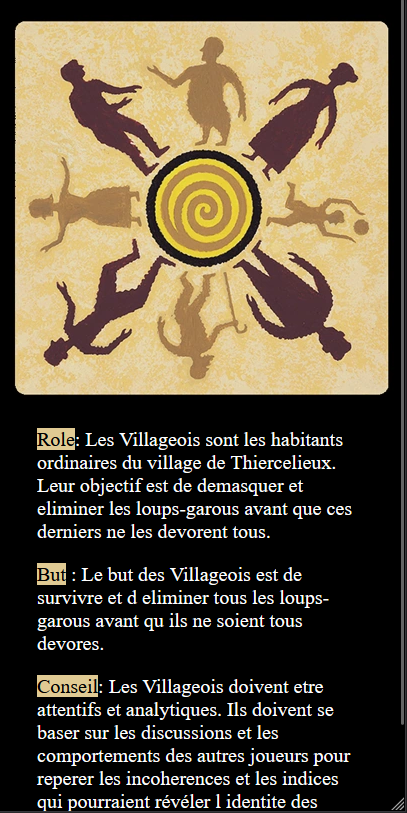 Role: Les Villageois sont les habitants
ordinaires du village de Thiercelieux.
Leur objectif est de demasquer et
eliminer les loups-garous avant que ces
derniers ne les devorent tous.
But : Le but des Villageois est de
survivre et d eliminer tous les loups-
garous avant qu ils ne soient tous
devores.
Conseil: Les Villageois doivent etre
attentifs et analytiques. Ils doivent se
baser sur les discussions et les
comportements des autres joueurs pour
reperer les incoherences et les indices
qui pourraient révéler l identite des